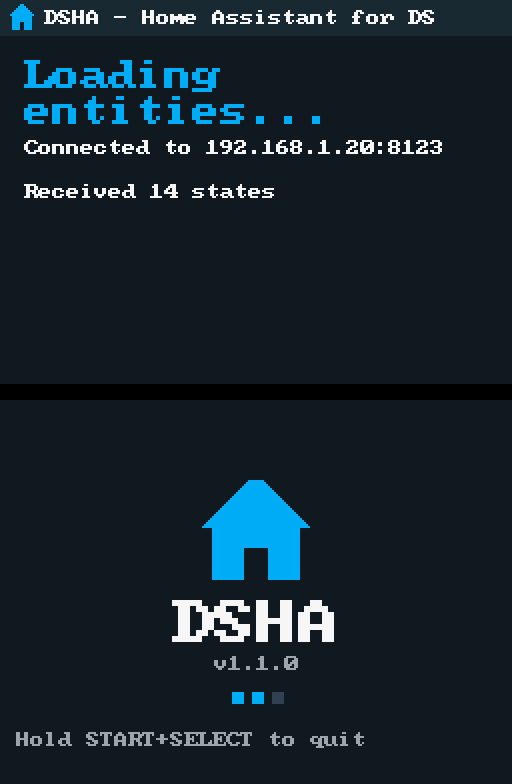 DSHA - Home Assistant for DS
Loading
entities...
Connected to 192.168.1.20:8123
Received 14 states
DSHA
v1.1.0
Hold START+SELECT to quit